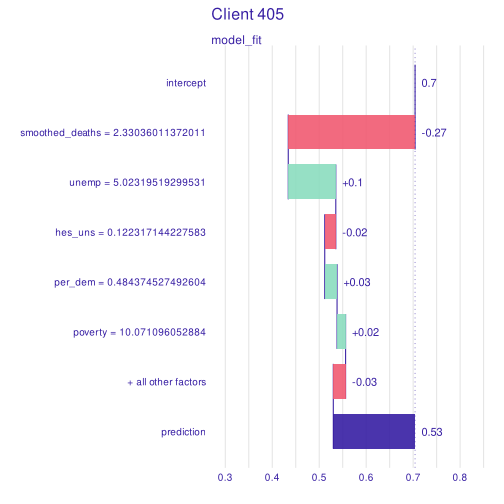 Client 405
model_fit
intercept
0.7
smoothed_deaths = 2.33036011372011
-0.27
unemp = 5.02319519299531
+0.1
hes_uns = 0.122317144227583
-0.02
per_dem = 0.484374527492604
+0.03
poverty = 10.071096052884
+0.02
+ all other factors
-0.03
prediction
0.53
0.3 0.4 0.5 0.6 0.7 0.8